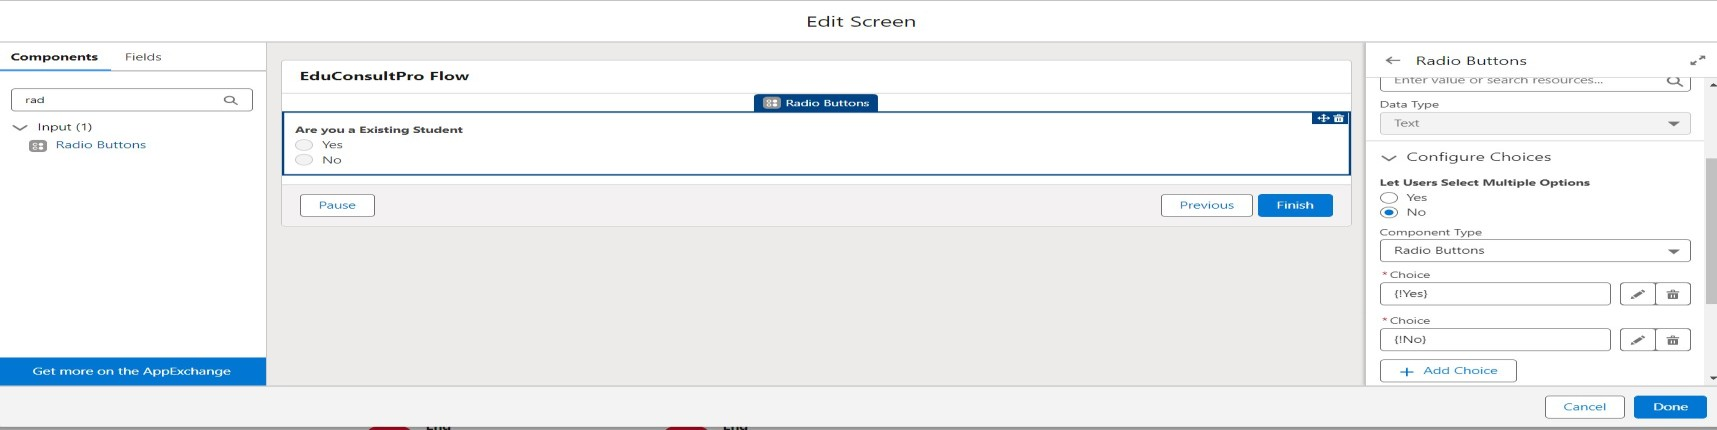 Edit Screen
Components Fields
rad
Input (1)
Radio Buttons
Get more on the AppExchange
EduConsultPro Flow
Radio Buttons
Are you a Existing Student
Yes
No
Pause Previous Finish
Radio Buttons
Enter value or search resources...
Data Type
Text
Configure Choices
Let Users Select Multiple Options
Yes
No
Component Type
Radio Buttons
* Choice
{!Yes}
* Choice
{!No}
+ Add Choice
Cancel Done
End End